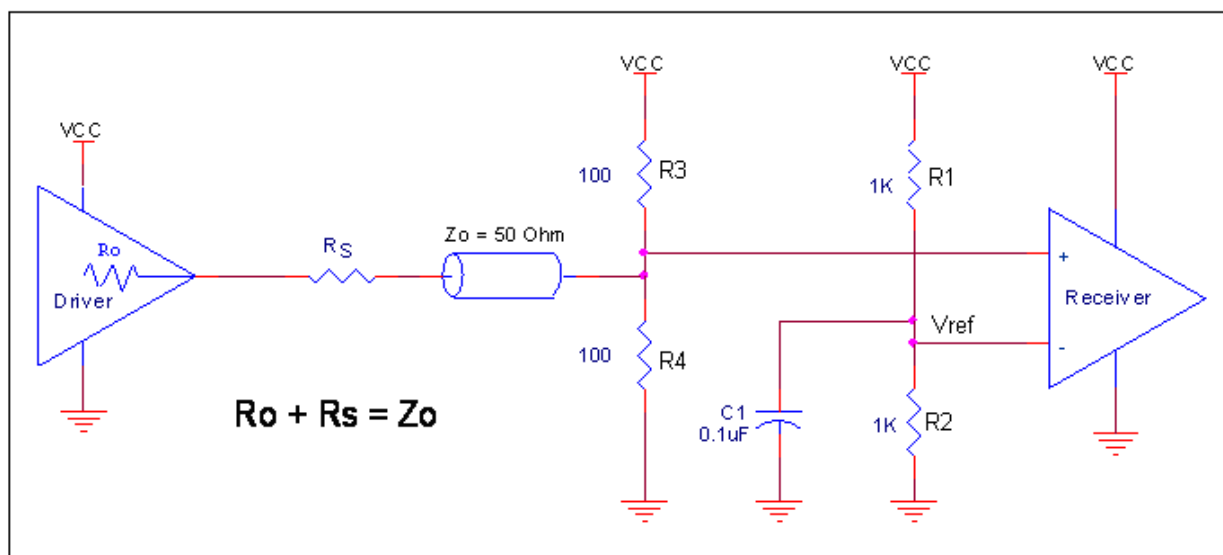 VCC
VCC
VCC
VCC
R3
100
R1
1K
Zo = 50 Ohm
RS
Ro
Driver
+
Receiver
Vref
-
100
R4
Ro + Rs = Zo
C1
0.1uF
1K
R2